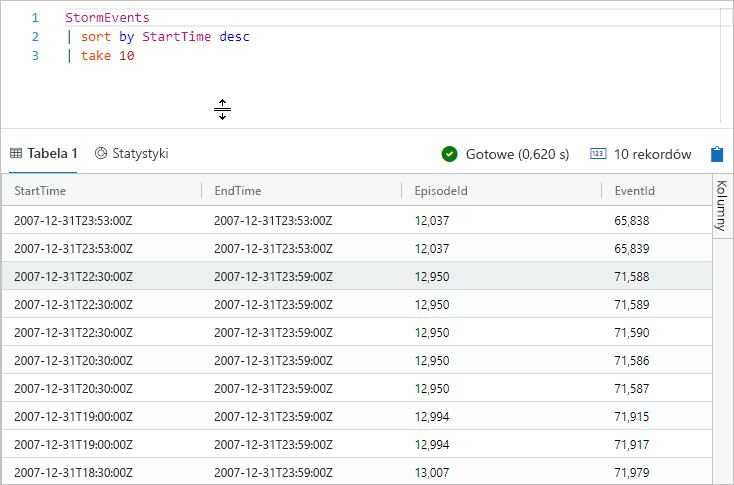 1 StormEvents
2 | sort by StartTime desc
3 | take 10
Tabela 1 Statystyki Gotowe (0,620 s) 123 10 rekordów
StartTime EndTime EpisodeId EventId
Kolumny
2007-12-31T23:53:00Z 2007-12-31T23:53:00Z 12,037 65,838
2007-12-31T23:53:00Z 2007-12-31T23:53:00Z 12,037 65,839
2007-12-31T22:30:00Z 2007-12-31T23:59:00Z 12,950 71,588
2007-12-31T22:30:00Z 2007-12-31T23:59:00Z 12,950 71,589
2007-12-31T22:30:00Z 2007-12-31T23:59:00Z 12,950 71,590
2007-12-31T20:30:00Z 2007-12-31T23:59:00Z 12,950 71,586
2007-12-31T20:30:00Z 2007-12-31T23:59:00Z 12,950 71,587
2007-12-31T19:00:00Z 2007-12-31T23:59:00Z 12,994 71,915
2007-12-31T19:00:00Z 2007-12-31T23:59:00Z 12,994 71,917
2007-12-31T18:30:00Z 2007-12-31T23:59:00Z 13,007 71,979